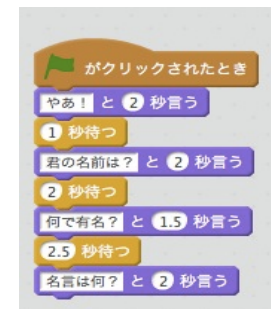 がクリックされたとき
やあ! と 2 秒言う
1 秒待つ
君の名前は? と 2 秒言う
2 秒待つ
何で有名? と 1.5 秒言う
2.5 秒待つ
名言は何? と 2 秒言う